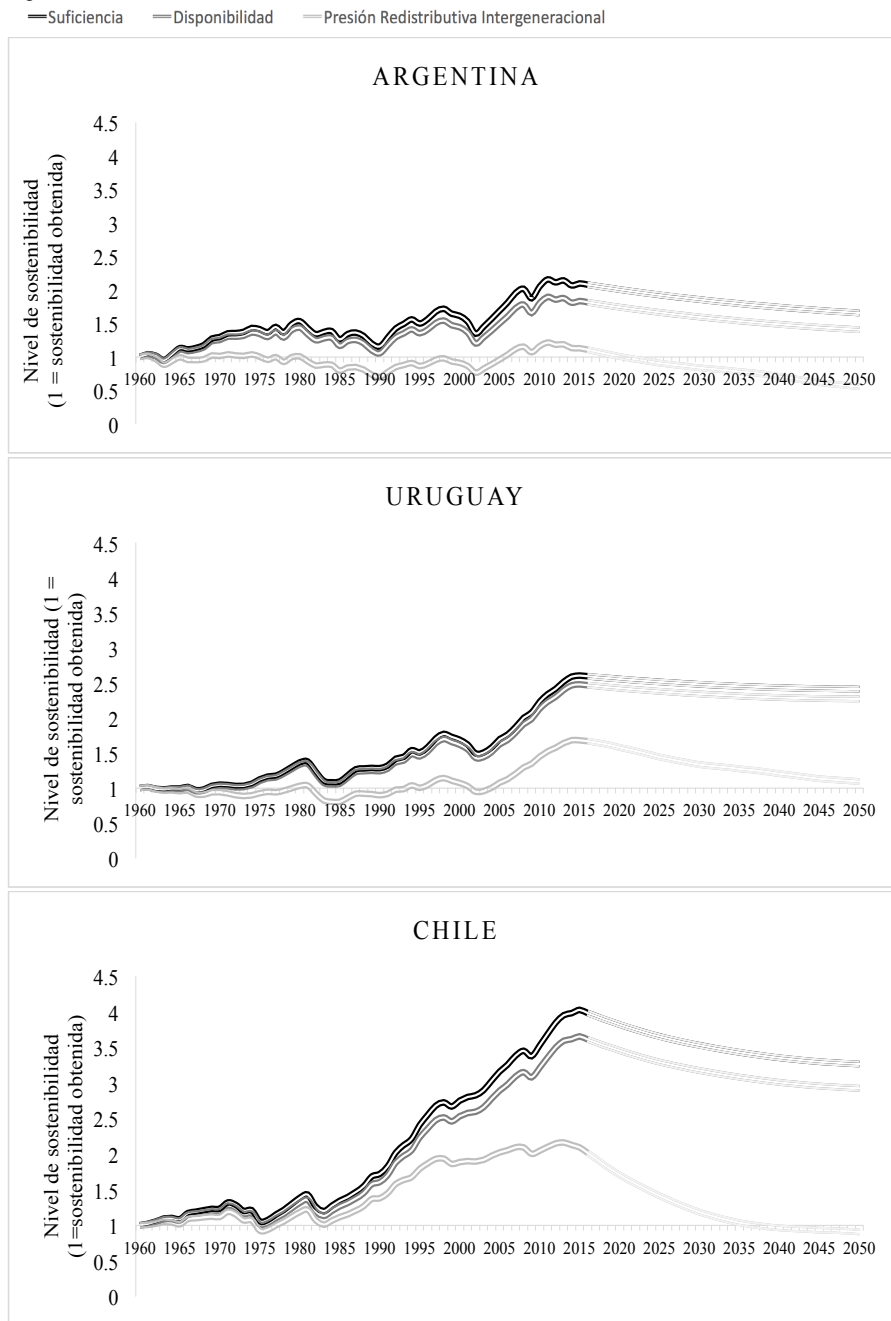 Suficiencia Disponibilidad Presión Redistributiva Intergeneracional
ARGENTINA
Nivel de sostenibilidad
(1 = sostenibilidad obtenida)
4.5
4
3.5
3
2.5
2
1.5
1
1960 1965 1970 1975 1980 1985 1990 1995 2000 2005 2010 2015 2020 2025 2030 2035 2040 2045 2050
0.5
0
URUGUAY
Nivel de sostenibilidad (1 =
sostenibilidad obtenida)
4.5
4
3.5
3
2.5
2
1.5
1
1960 1965 1970 1975 1980 1985 1990 1995 2000 2005 2010 2015 2020 2025 2030 2035 2040 2045 2050
0.5
0
CHILE
Nivel de sostenibilidad
(1=sostenibilidad obtenida)
4.5
4
3.5
3
2.5
2
1.5
1
1960 1965 1970 1975 1980 1985 1990 1995 2000 2005 2010 2015 2020 2025 2030 2035 2040 2045 2050
0.5
0